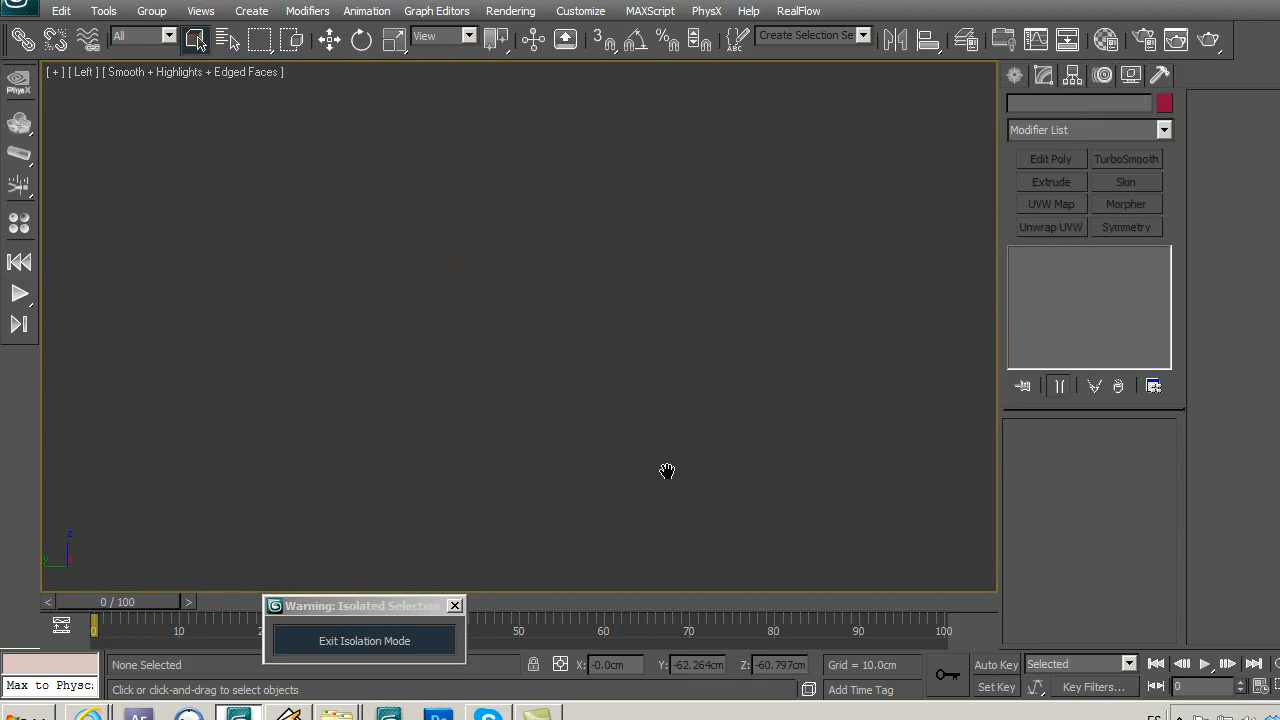 Edit Tools Group Views Create Modifiers Animation Graph Editors Rendering Customize MAXScript PhysX Help RealFlow
All View 3 Create Selection Se
[ + ] [ Left ] [ Smooth + Highlights + Edged Faces ]
PhysX
Modifier List
Edit Poly TurboSmooth
Extrude Skin
UVW Map Morpher
Unwrap UVW Symmetry
z
y
0 / 100
Warning: Isolated Selection
0 10 50 60 70 80 90 100
Exit Isolation Mode
None Selected X: -0.0cm Y: -62.264cm Z: -60.797cm Grid = 10.0cm Auto Key Selected
Max to Physc: Click or click-and-drag to select objects Add Time Tag Set Key Key Filters... 0